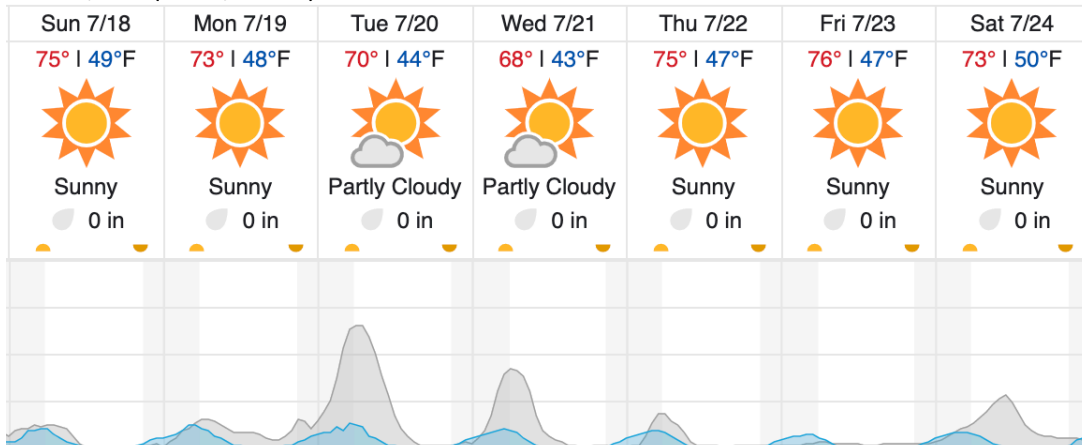 Sun 7/18 Mon 7/19 Tue 7/20 Wed 7/21 Thu 7/22 Fri 7/23 Sat 7/24
75° | 49°F 73° | 48°F 70° | 44°F 68° | 43°F 75° | 47°F 76° | 47°F 73° | 50°F
Sunny Sunny Partly Cloudy Partly Cloudy Sunny Sunny Sunny
0 in 0 in 0 in 0 in 0 in 0 in 0 in